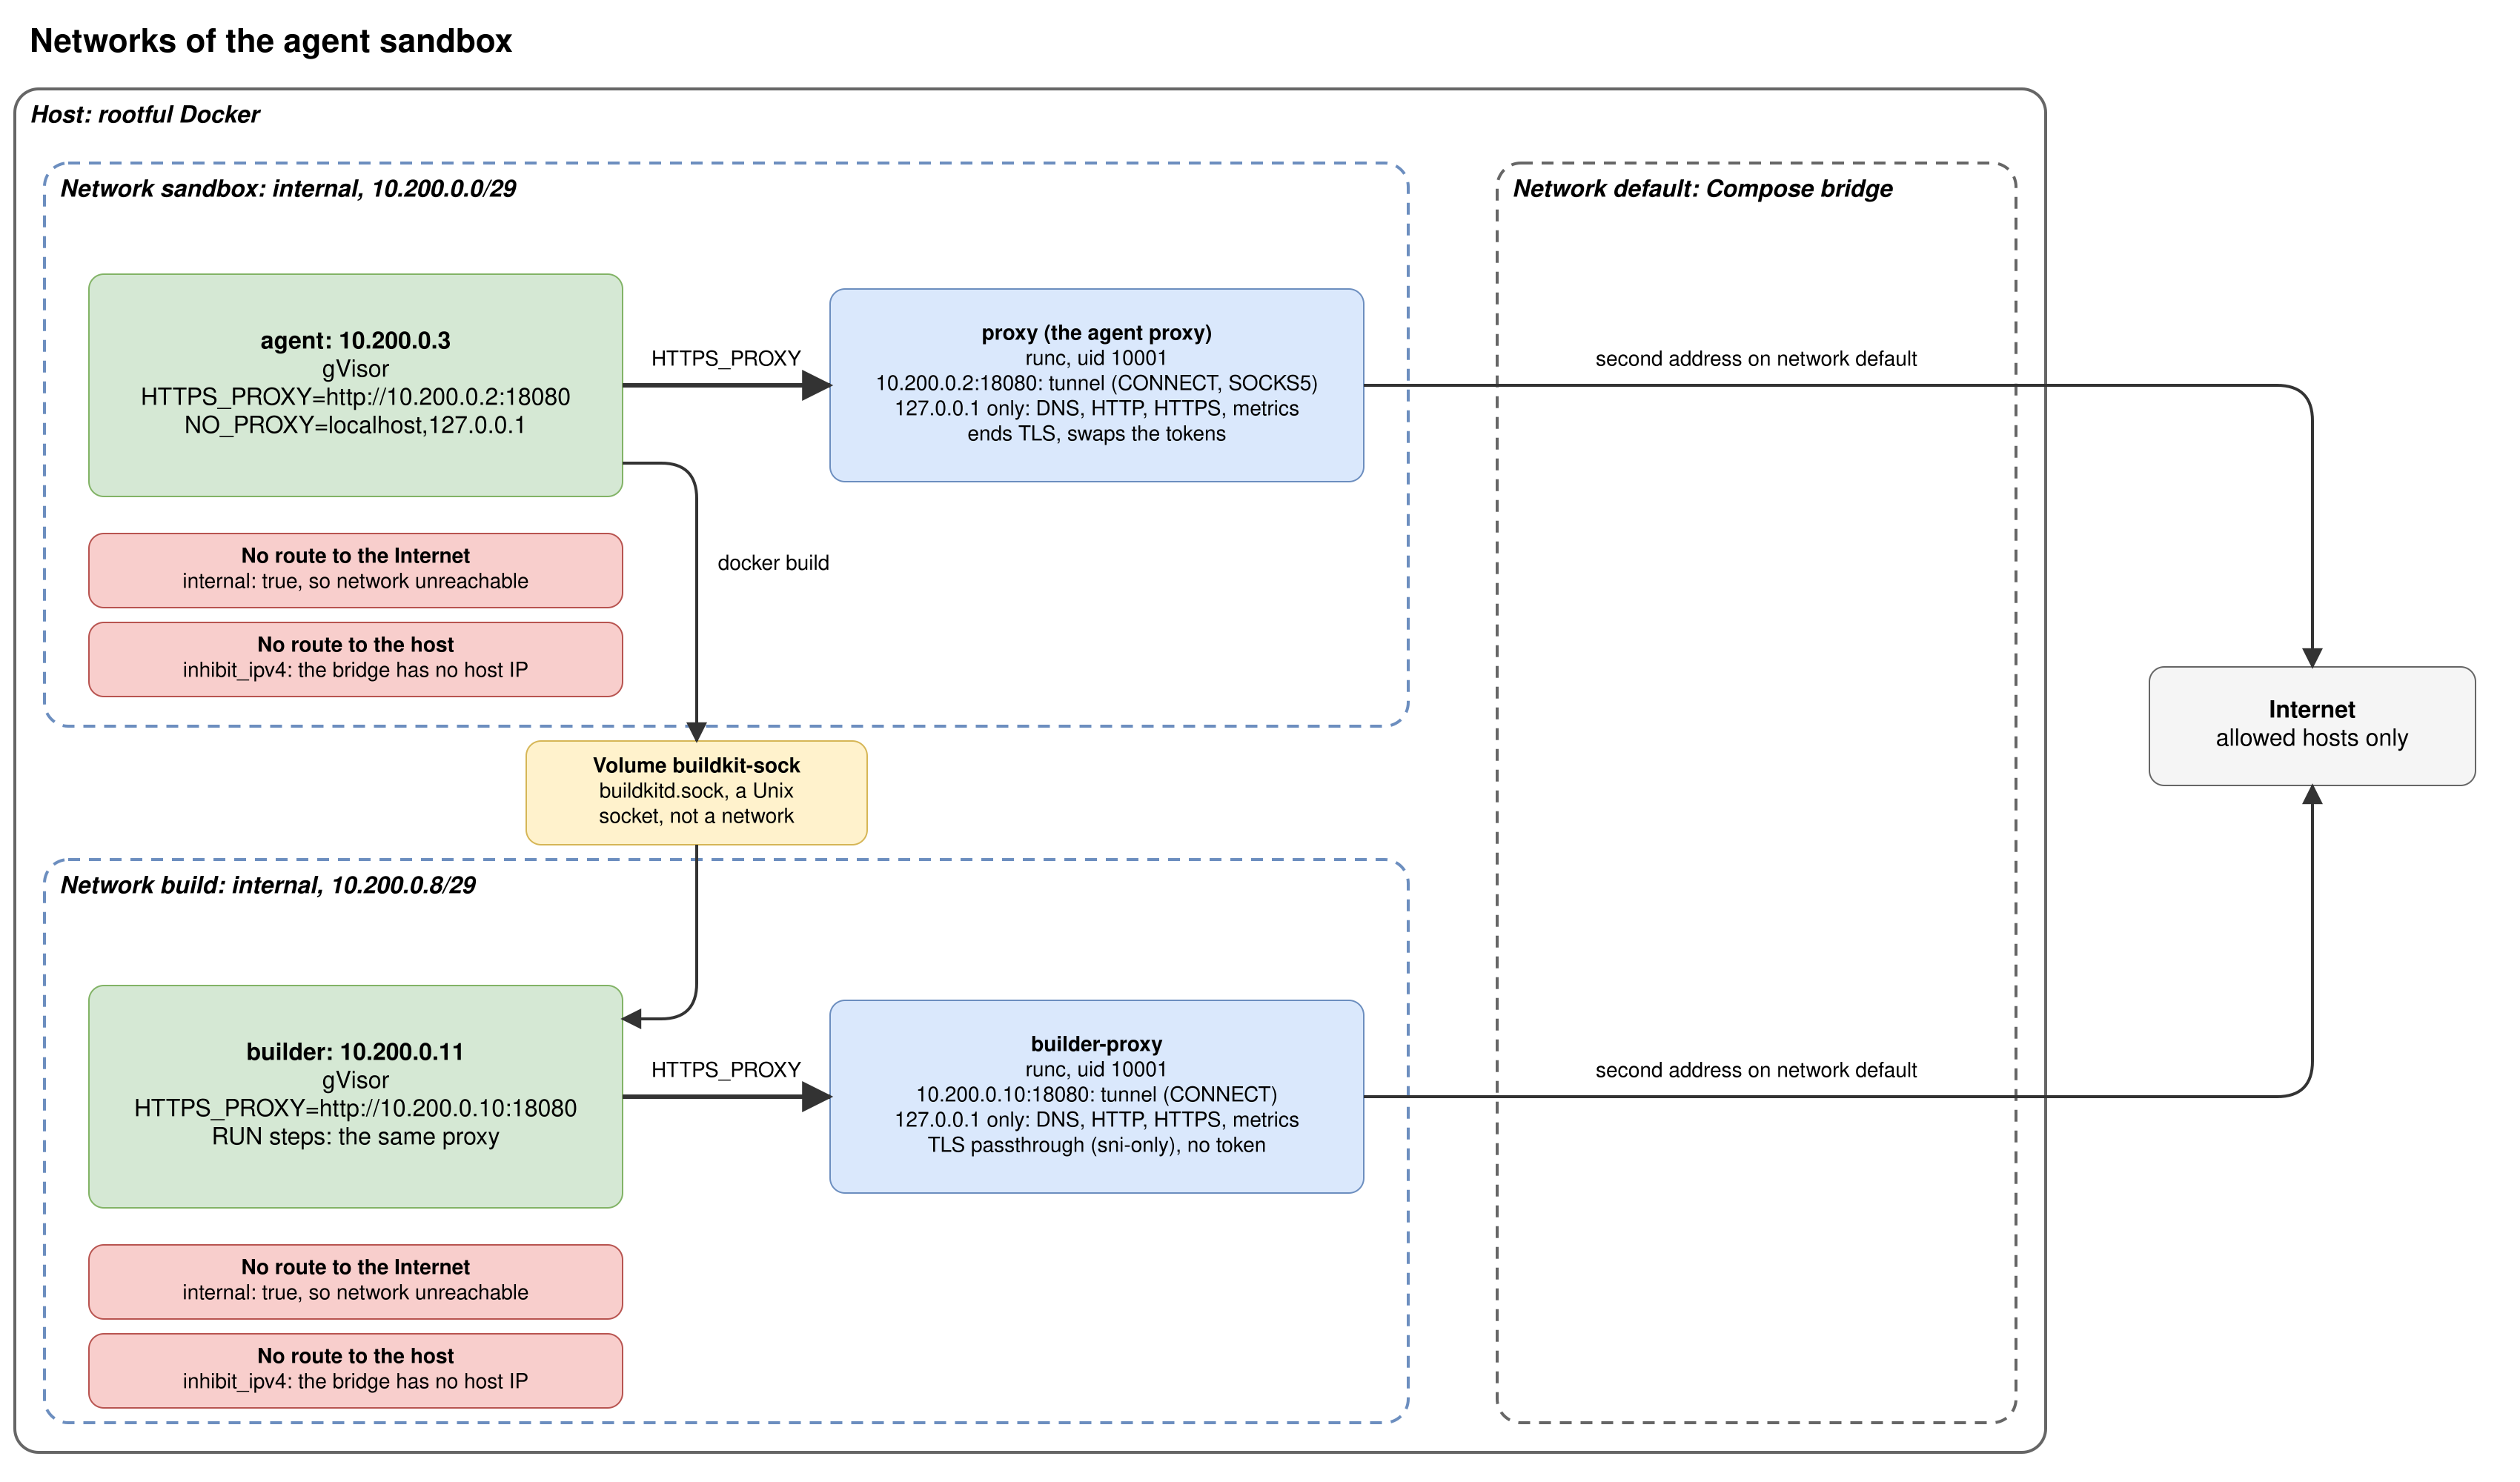 Networks of the agent sandbox
Host: rootful Docker
Network sandbox: internal, 10.200.0.0/29
Network default: Compose bridge
agent: 10.200.0.3
gVisor
HTTPS_PROXY=http://10.200.0.2:18080
NO_PROXY=localhost,127.0.0.1
HTTPS_PROXY
proxy (the agent proxy)
runc, uid 10001
10.200.0.2:18080: tunnel (CONNECT, SOCKS5)
127.0.0.1 only: DNS, HTTP, HTTPS, metrics
ends TLS, swaps the tokens
second address on network default
No route to the Internet
internal: true, so network unreachable
docker build
No route to the host
inhibit_ipv4: the bridge has no host IP
Internet
allowed hosts only
Volume buildkit-sock
buildkitd.sock, a Unix
socket, not a network
Network build: internal, 10.200.0.8/29
builder: 10.200.0.11
gVisor
HTTPS_PROXY=http://10.200.0.10:18080
RUN steps: the same proxy
HTTPS_PROXY
builder-proxy
runc, uid 10001
10.200.0.10:18080: tunnel (CONNECT)
127.0.0.1 only: DNS, HTTP, HTTPS, metrics
TLS passthrough (sni-only), no token
second address on network default
No route to the Internet
internal: true, so network unreachable
No route to the host
inhibit_ipv4: the bridge has no host IP